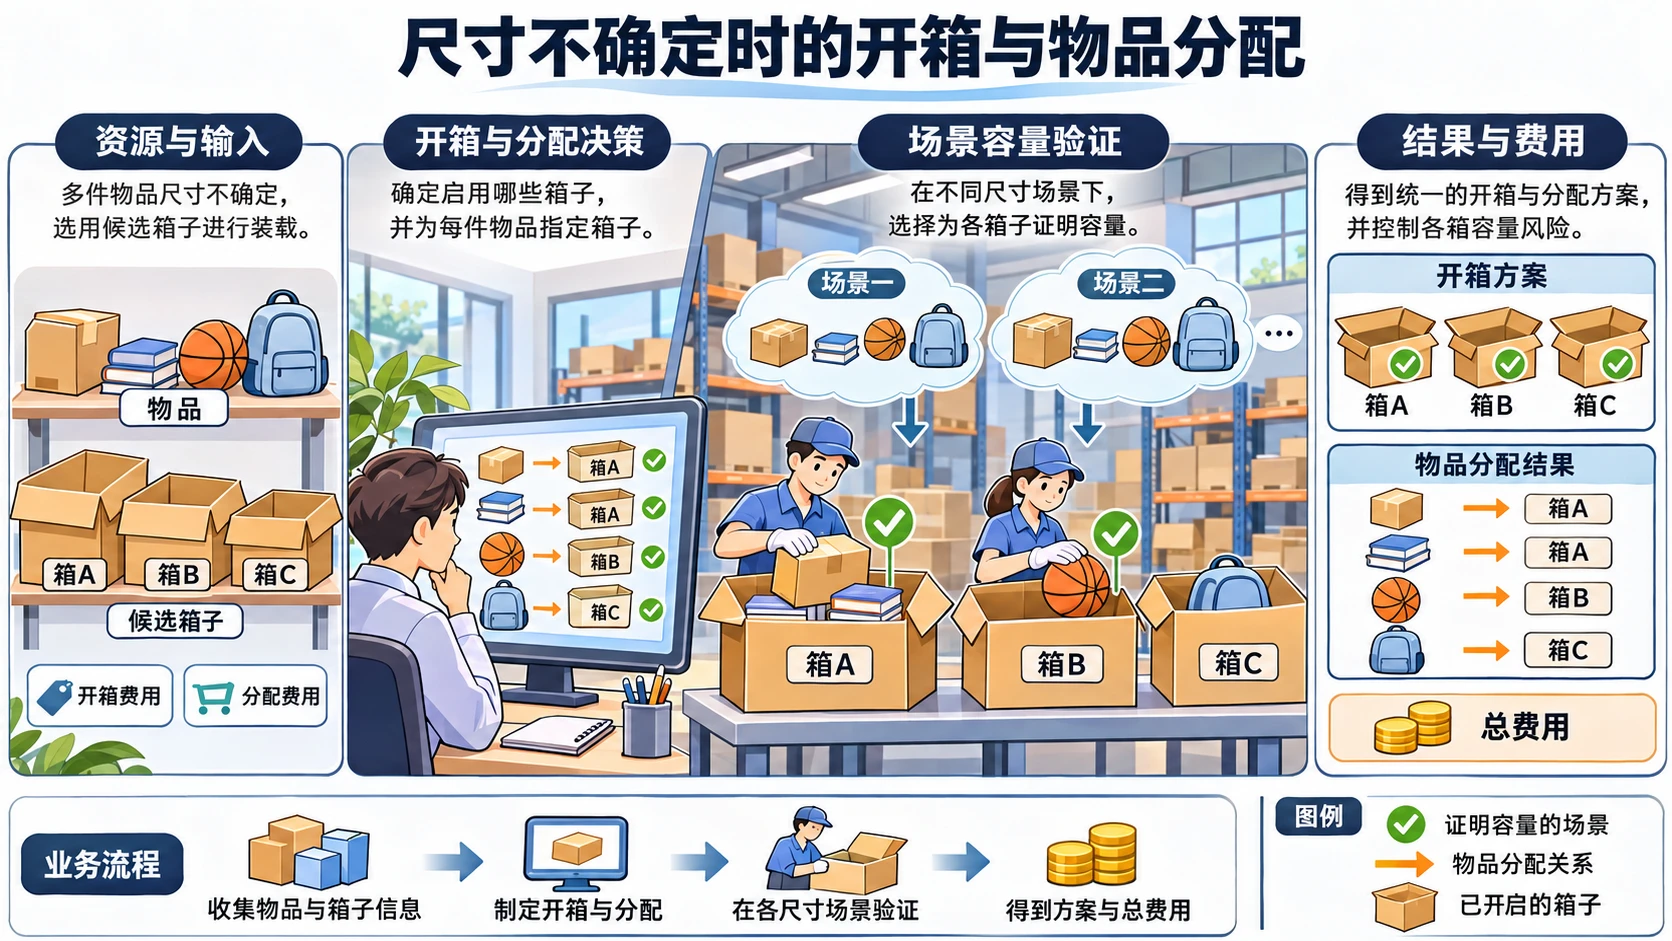 尺寸不确定时的开箱与物品分配
资源与输入
多件物品尺寸不确定，
选用候选箱子进行装载。
物品
箱A
箱B
箱C
候选箱子
开箱费用
分配费用
开箱与分配决策
确定启用哪些箱子，
并为每件物品指定箱子。
箱A
箱A
箱B
箱C
场景容量验证
在不同尺寸场景下，
选择为各箱子证明容量。
场景一
场景二
...
箱A
箱B
箱C
结果与费用
得到统一的开箱与分配方案，
并控制各箱容量风险。
开箱方案
箱A
箱B
箱C
物品分配结果
箱A
箱A
箱B
箱C
总费用
业务流程
收集物品与箱子信息
制定开箱与分配
在各尺寸场景验证
得到方案与总费用
图例
证明容量的场景
物品分配关系
已开启的箱子